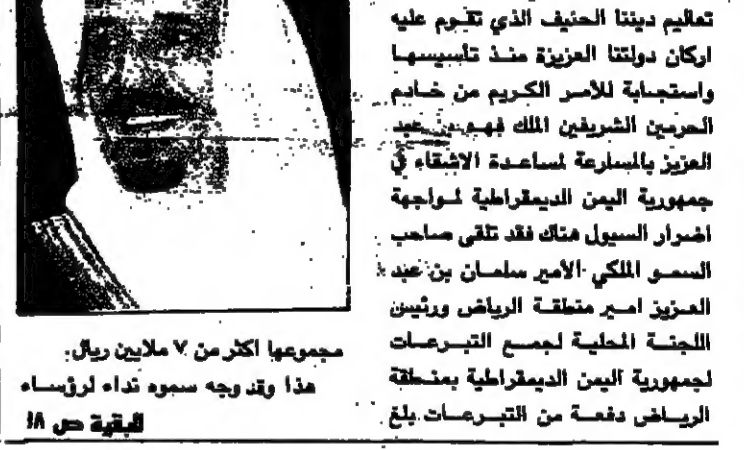 تعاليم ديننا الحنيف الذي تقوم عليه
اركان دولتنا العزيزة منذ تأسيسها
واستجابة للأمر الكريم من خادم
الحرمين الشريفين الملك فهد بن عبد
العزيز بالمسارعة لمساعدة الاشقاء في
جمهورية اليمن الديمقراطية لمواجهة
اضرار السيول هناك فقد تلقى صاحب
السمو الملكي الأمير سلمان بن عبد
العزيز امير منطقة الرياض ورئيس
اللجنة المحلية لجمع التبرعات
لجمهورية اليمن الديمقراطية بمنطقة
الرياض دفعة من التبرعات يلغ
مجموعها اكثر من ٧ ملايين ريال.
هذا وقد وجه سموه نداء لرؤساء
البقية ص ١٨